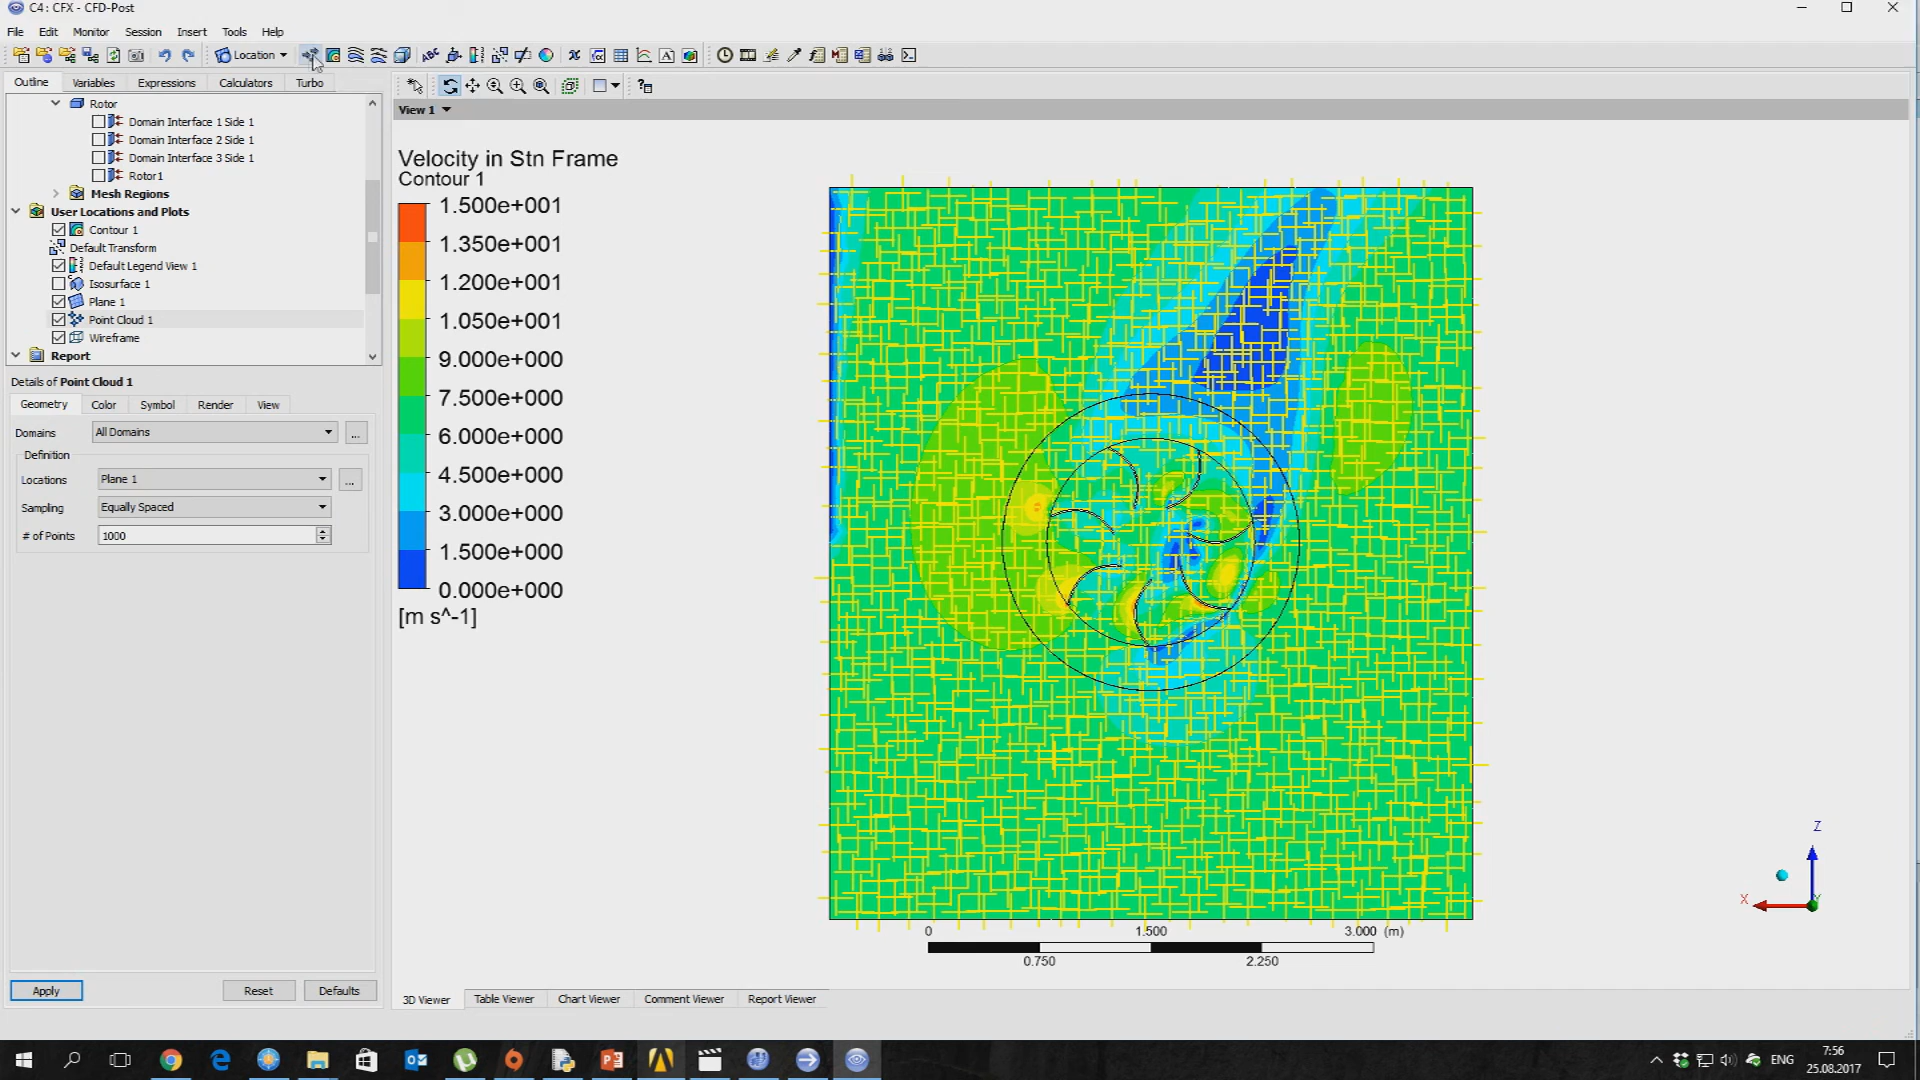 C4 : CFX - CFD-Post
File Edit Monitor Session Insert Tools Help
Location
Outline Variables Expressions Calculators Turbo
Rotor
Domain Interface 1 Side 1
Domain Interface 2 Side 1
Domain Interface 3 Side 1
Rotor1
Mesh Regions
User Locations and Plots
Contour 1
Default Transform
Default Legend View 1
Isosurface 1
Plane 1
Point Cloud 1
Wireframe
Report
Details of Point Cloud 1
Geometry Color Symbol Render View
Domains All Domains ...
Definition
Locations Plane 1 ...
Sampling Equally Spaced
# of Points 1000
Apply Reset Defaults
View 1
Velocity in Stn Frame
Contour 1
1.500e+001
1.350e+001
1.200e+001
1.050e+001
9.000e+000
7.500e+000
6.000e+000
4.500e+000
3.000e+000
1.500e+000
0.000e+000
[m s^-1]
Z
X
Y
0 1.500 3.000 (m)
0.750 2.250
3D Viewer Table Viewer Chart Viewer Comment Viewer Report Viewer
ENG
7:56
25.08.2017